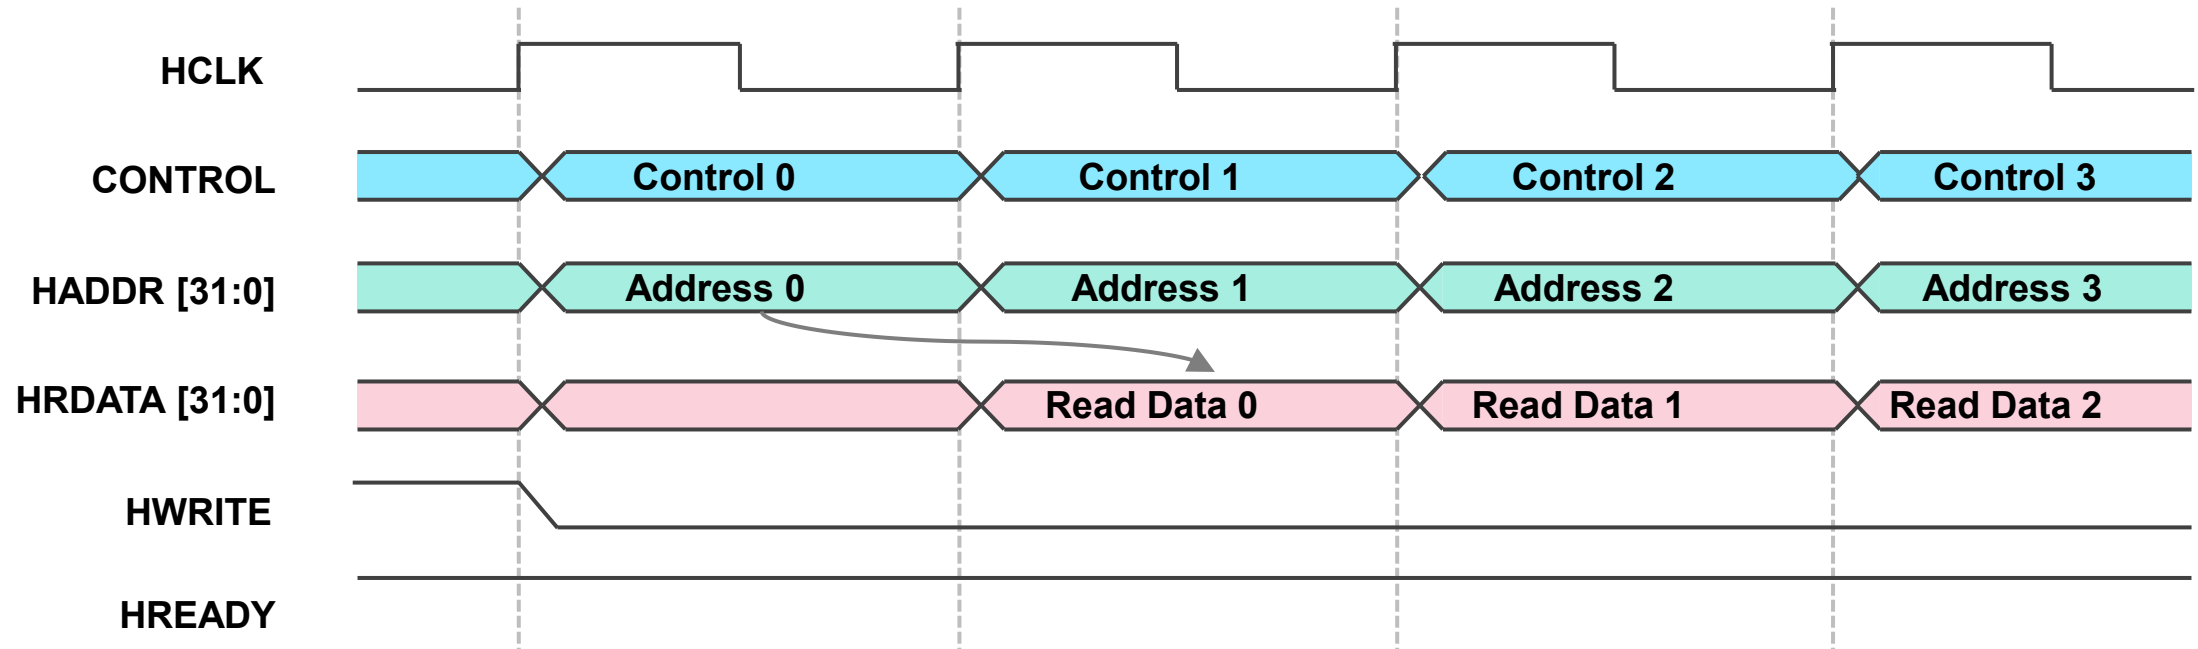 HCLK
CONTROL Control 0 Control 1 Control 2 Control 3
HADDR [31:0] Address 0 Address 1 Address 2 Address 3
HRDATA [31:0] Read Data 0 Read Data 1 Read Data 2
HWRITE
HREADY